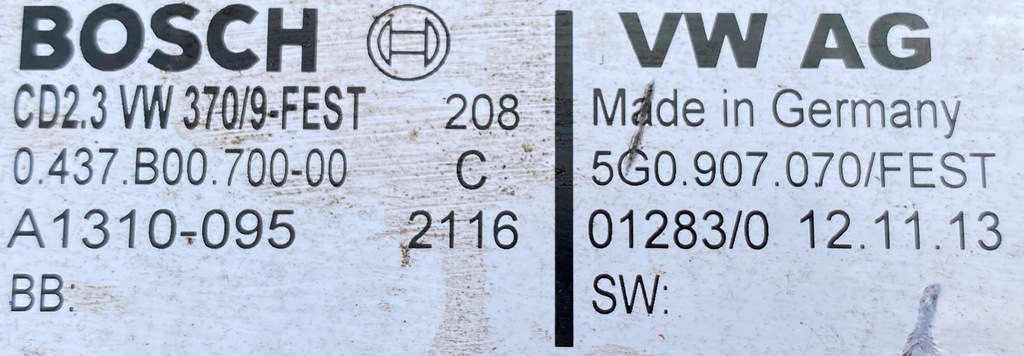 BOSCH
CD2.3 VW 370/9-FEST 208
0.437.B00.700-00 C
A1310-095 2116
BB:
VW AG
Made in Germany
5G0.907.070/FEST
01283/0 12.11.13
SW: